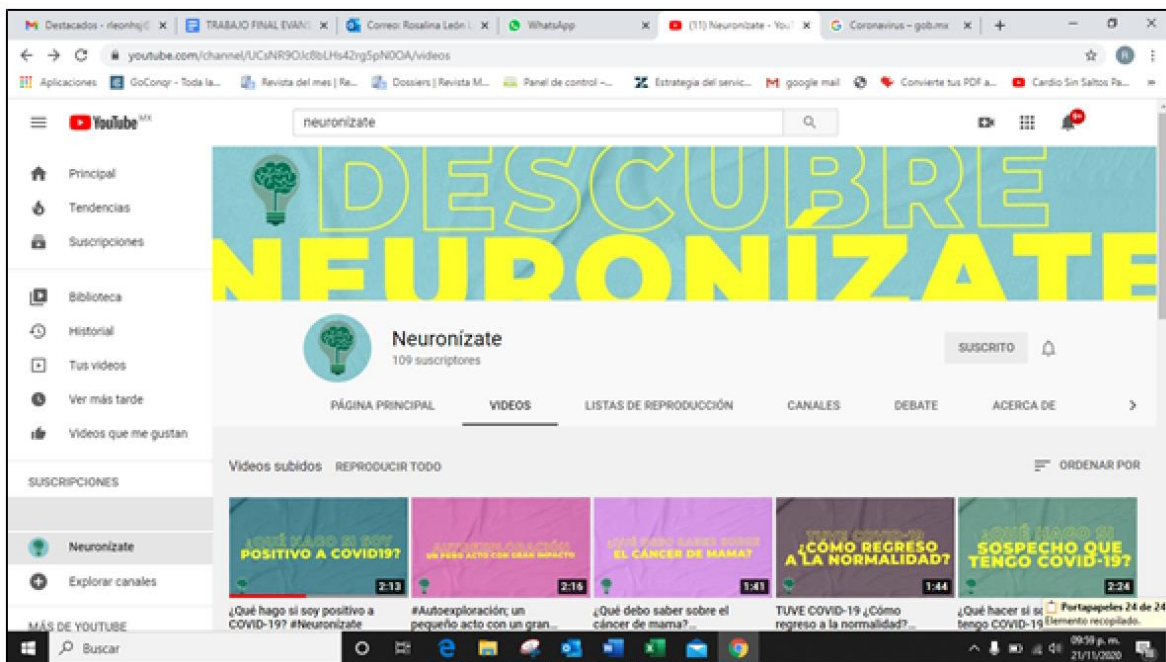 Destacados - rleonhsj@
TRABAJO FINAL EVANS
Correo: Rosalina León L
WhatsApp
(11) Neuronízate - YouT
Coronavirus – gob.mx
youtube.com/channel/UCsNR9OJc8bLHs42rg5pN0OA/videos
Aplicaciones
GoConqr - Toda la...
Revista del mes | Re...
Dossiers | Revista M...
Panel de control –...
Estrategia del servic...
google mail
Convierte tus PDF a...
Cardio Sin Saltos Pa...
YouTube MX
neuronízate
Principal
Tendencias
Suscripciones
Biblioteca
Historial
Tus videos
Ver más tarde
Videos que me gustan
SUSCRIPCIONES
Neuronízate
Explorar canales
MÁS DE YOUTUBE
DESCUBRE
NEURONÍZATE
Neuronízate
109 suscriptores
SUSCRITO
PÁGINA PRINCIPAL VIDEOS LISTAS DE REPRODUCCIÓN CANALES DEBATE ACERCA DE
Videos subidos REPRODUCIR TODO
ORDENAR POR
¿QUÉ HAGO SI SOY
POSITIVO A COVID19?
2:13
¿Qué hago si soy positivo a
COVID-19? #Neuronízate
AUTOEXPLORACIÓN
UN PEQO ACTO CON GRAN IMPACTO
2:16
#Autoexploración; un
pequeño acto con un gran...
¿QUÉ DEBO SABER SOBRE
EL CÁNCER DE MAMA?
1:41
¿Qué debo saber sobre el
cáncer de mama?...
TUVE COVID-19
¿CÓMO REGRESO
A LA NORMALIDAD?
1:44
TUVE COVID-19 ¿Cómo
regreso a la normalidad?...
¿QUÉ HAGO SI
SOSPECHO QUE
TENGO COVID-19?
2:24
¿Qué hacer si so
tengo COVID-19
Portapapeles 24 de 24
Elemento recopilado.
Buscar
09:59 p. m.
21/11/2020